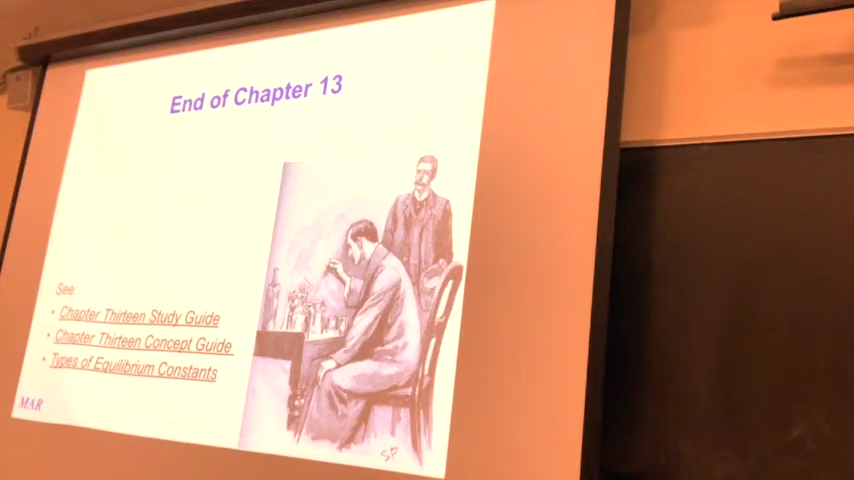 End of Chapter 13
See:
• Chapter Thirteen Study Guide
• Chapter Thirteen Concept Guide
• Types of Equilibrium Constants
MAR
SP